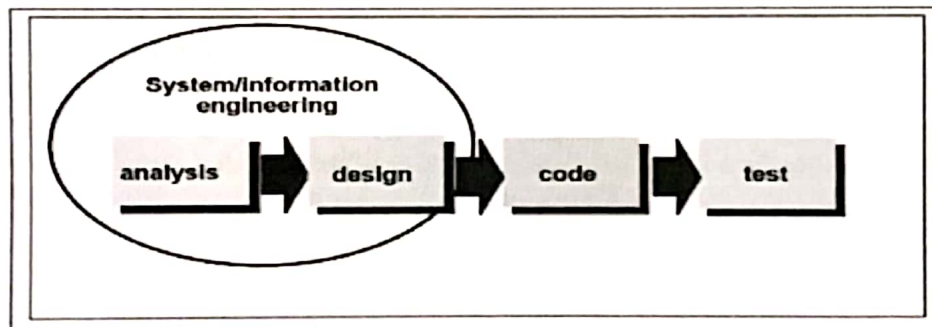 System/Information
engineering
analysis
design
code
test